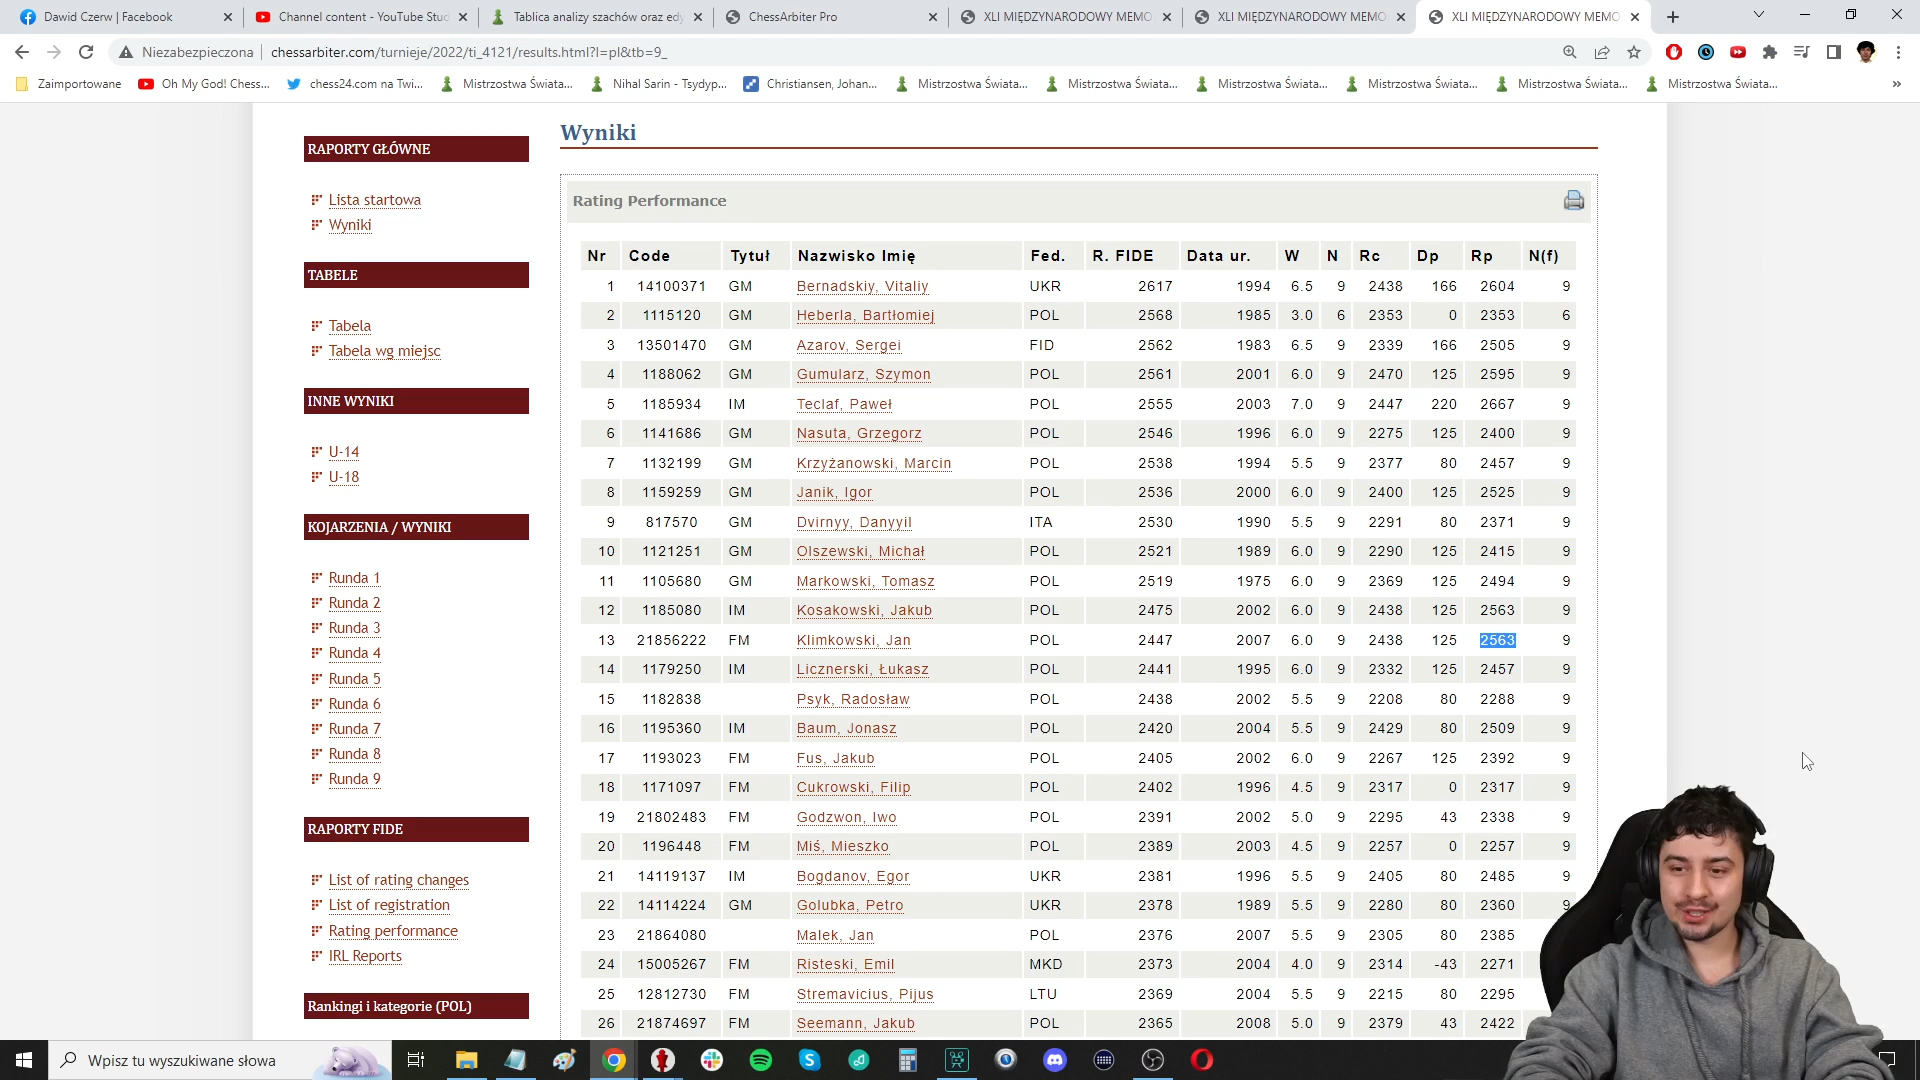 Dawid Czerw | Facebook
Channel content - YouTube Stud
Tablica analizy szachów oraz edy
ChessArbiter Pro
XLI MIĘDZYNARODOWY MEMO
XLI MIĘDZYNARODOWY MEMO
XLI MIĘDZYNARODOWY MEMO
Niezabezpieczona | chessarbiter.com/turnieje/2022/ti_4121/results.html?l=pl&tb=9_
Zaimportowane
Oh My God! Chess...
chess24.com na Twi...
Mistrzostwa Świata...
Nihal Sarin - Tsydyp...
Christiansen, Johan...
Mistrzostwa Świata...
Mistrzostwa Świata...
Mistrzostwa Świata...
Mistrzostwa Świata...
Mistrzostwa Świata...
Mistrzostwa Świata...
»
RAPORTY GŁÓWNE
Lista startowa
Wyniki
TABELE
Tabela
Tabela wg miejsc
INNE WYNIKI
U-14
U-18
KOJARZENIA / WYNIKI
Runda 1
Runda 2
Runda 3
Runda 4
Runda 5
Runda 6
Runda 7
Runda 8
Runda 9
RAPORTY FIDE
List of rating changes
List of registration
Rating performance
IRL Reports
Rankingi i kategorie (POL)
Wyniki
Rating Performance
Nr Code Tytuł Nazwisko Imię Fed. R. FIDE Data ur. W N Rc Dp Rp N(f)
1 14100371 GM Bernadskiy, Vitaliy UKR 2617 1994 6.5 9 2438 166 2604 9
2 1115120 GM Heberla, Bartłomiej POL 2568 1985 3.0 6 2353 0 2353 6
3 13501470 GM Azarov, Sergei FID 2562 1983 6.5 9 2339 166 2505 9
4 1188062 GM Gumularz, Szymon POL 2561 2001 6.0 9 2470 125 2595 9
5 1185934 IM Teclaf, Paweł POL 2555 2003 7.0 9 2447 220 2667 9
6 1141686 GM Nasuta, Grzegorz POL 2546 1996 6.0 9 2275 125 2400 9
7 1132199 GM Krzyżanowski, Marcin POL 2538 1994 5.5 9 2377 80 2457 9
8 1159259 GM Janik, Igor POL 2536 2000 6.0 9 2400 125 2525 9
9 817570 GM Dvirnyy, Danyyil ITA 2530 1990 5.5 9 2291 80 2371 9
10 1121251 GM Olszewski, Michał POL 2521 1989 6.0 9 2290 125 2415 9
11 1105680 GM Markowski, Tomasz POL 2519 1975 6.0 9 2369 125 2494 9
12 1185080 IM Kosakowski, Jakub POL 2475 2002 6.0 9 2438 125 2563 9
13 21856222 FM Klimkowski, Jan POL 2447 2007 6.0 9 2438 125 2563 9
14 1179250 IM Licznerski, Łukasz POL 2441 1995 6.0 9 2332 125 2457 9
15 1182838 Psyk, Radosław POL 2438 2002 5.5 9 2208 80 2288 9
16 1195360 IM Baum, Jonasz POL 2420 2004 5.5 9 2429 80 2509 9
17 1193023 FM Fus, Jakub POL 2405 2002 6.0 9 2267 125 2392 9
18 1171097 FM Cukrowski, Filip POL 2402 1996 4.5 9 2317 0 2317 9
19 21802483 FM Godzwon, Iwo POL 2391 2002 5.0 9 2295 43 2338 9
20 1196448 FM Miś, Mieszko POL 2389 2003 4.5 9 2257 0 2257 9
21 14119137 IM Bogdanov, Egor UKR 2381 1996 5.5 9 2405 80 2485 9
22 14114224 GM Golubka, Petro UKR 2378 1989 5.5 9 2280 80 2360 9
23 21864080 Malek, Jan POL 2376 2007 5.5 9 2305 80 2385
24 15005267 FM Risteski, Emil MKD 2373 2004 4.0 9 2314 -43 2271
25 12812730 FM Stremavicius, Pijus LTU 2369 2004 5.5 9 2215 80 2295
26 21874697 FM Seemann, Jakub POL 2365 2008 5.0 9 2379 43 2422
Wpisz tu wyszukiwane słowa